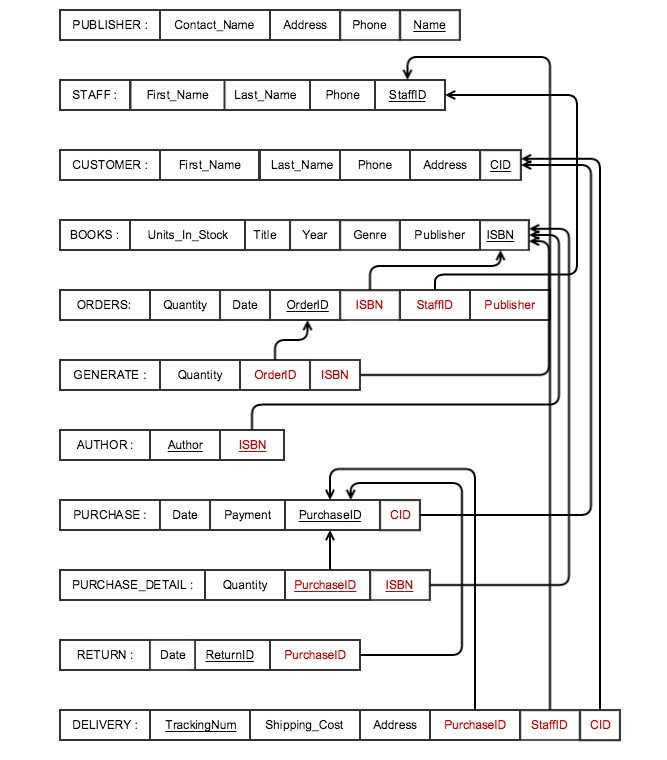 PUBLISHER : Contact_Name Address Phone Name
STAFF : First_Name Last_Name Phone StaffID
CUSTOMER : First_Name Last_Name Phone Address CID
BOOKS : Units_In_Stock Title Year Genre Publisher ISBN
ORDERS: Quantity Date OrderID ISBN StaffID Publisher
GENERATE : Quantity OrderID ISBN
AUTHOR : Author ISBN
PURCHASE : Date Payment PurchaseID CID
PURCHASE_DETAIL : Quantity PurchaseID ISBN
RETURN : Date ReturnID PurchaseID
DELIVERY : TrackingNum Shipping_Cost Address PurchaseID StaffID CID